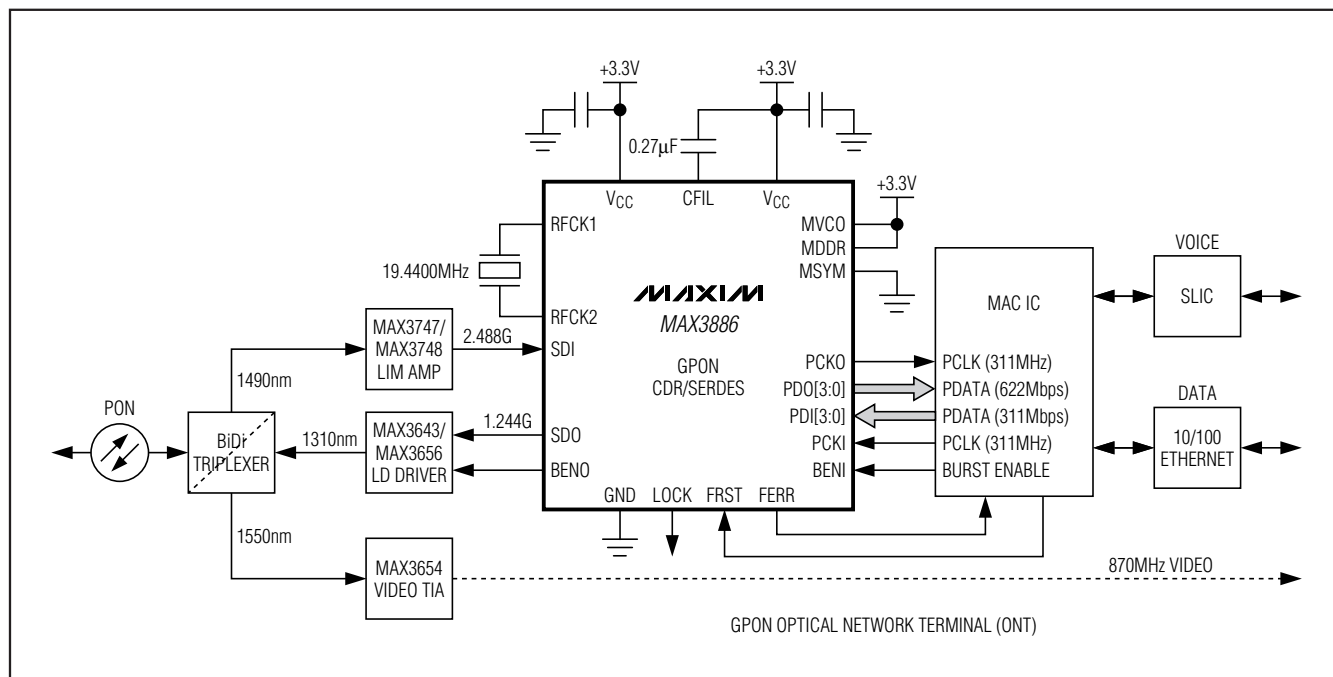 +3.3V
+3.3V
0.27µF
VCC
CFIL
VCC
+3.3V
RFCK1
MVCO
MDDR
MSYM
19.4400MHz
RFCK2
MAXIM
MAX3886
GPON
CDR/SERDES
MAC IC
VOICE
SLIC
MAX3747/
MAX3748
LIM AMP
2.488G
SDI
1490nm
PCKO
PCLK (311MHz)
PDO[3:0]
PDATA (622Mbps)
PDI[3:0]
PDATA (311Mbps)
PCKI
PCLK (311MHz)
BENI
BURST ENABLE
DATA
10/100
ETHERNET
PON
BiDi
TRIPLEXER
1310nm
MAX3643/
MAX3656
LD DRIVER
1.244G
SDO
BENO
GND
LOCK
FRST
FERR
1550nm
MAX3654
VIDEO TIA
870MHz VIDEO
GPON OPTICAL NETWORK TERMINAL (ONT)